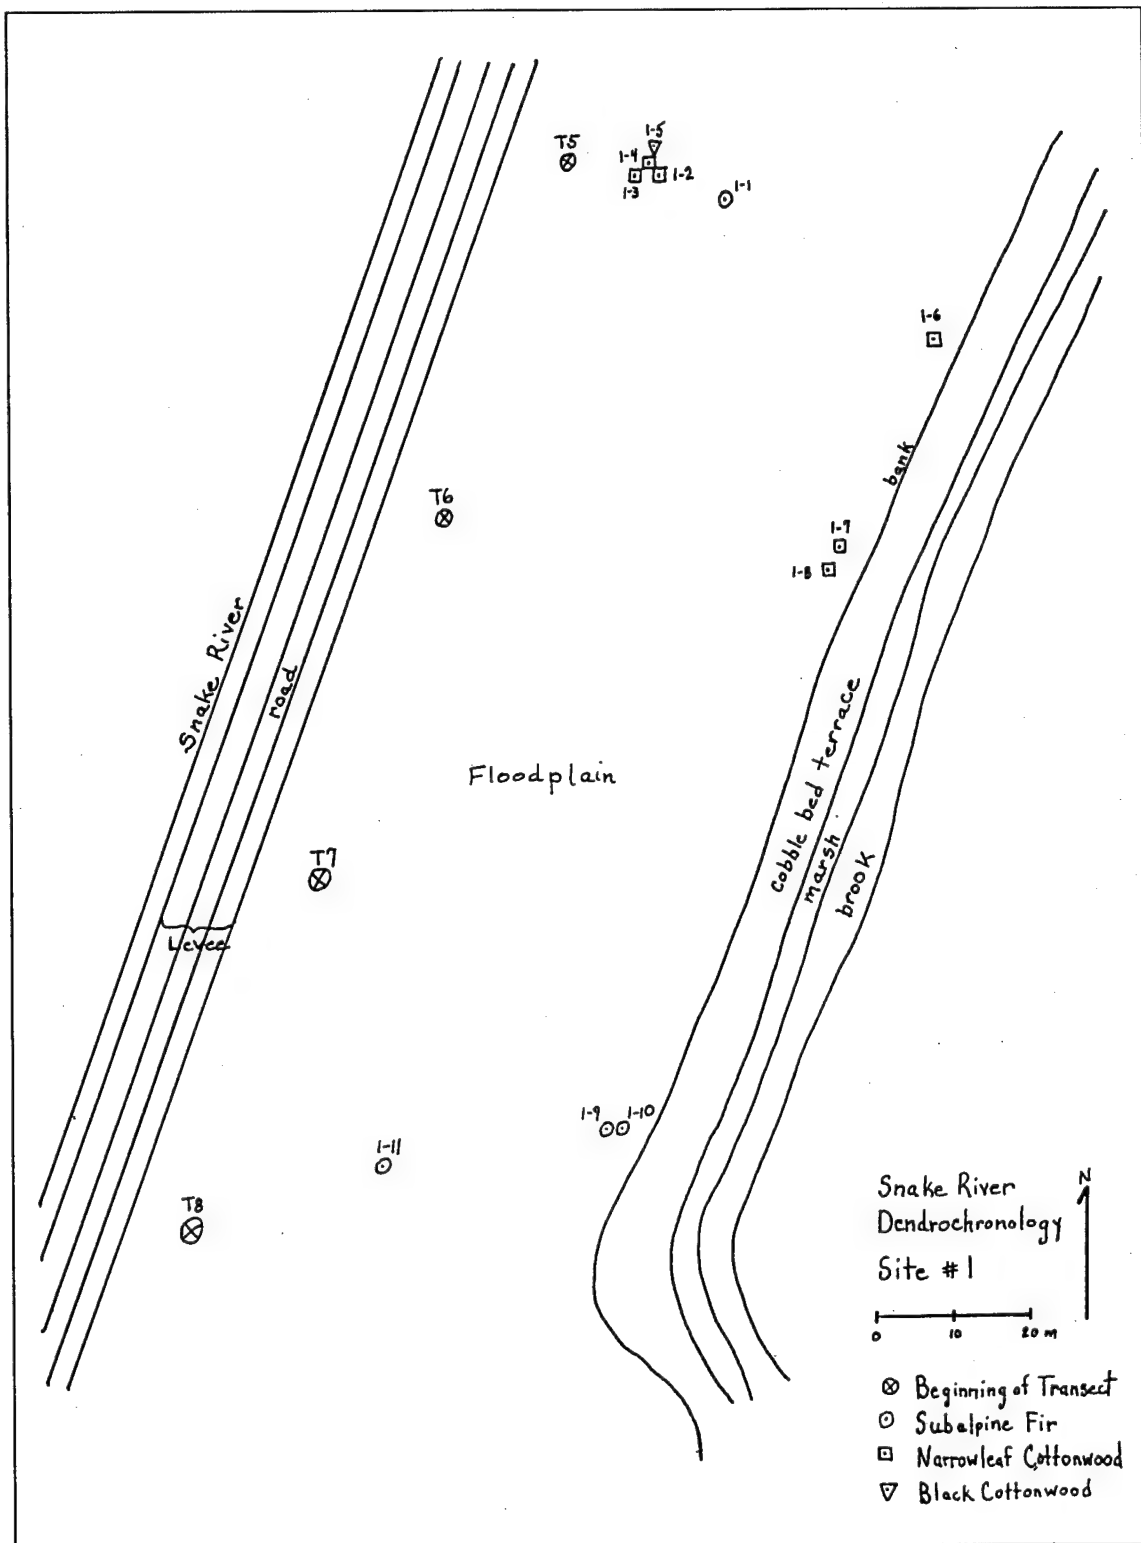 T5
1-5
1-4
1-3
1-2
1-1
1-6
bank
T6
1-7
1-8
Snake River
road
Floodplain
cobble bed terrace
marsh
brook
T7
Levee
1-9
1-10
1-11
T8
Snake River
Dendrochronology
Site #1
N
0 10 20 m
Beginning of Transect
Subalpine Fir
Narrowleaf Cottonwood
Black Cottonwood